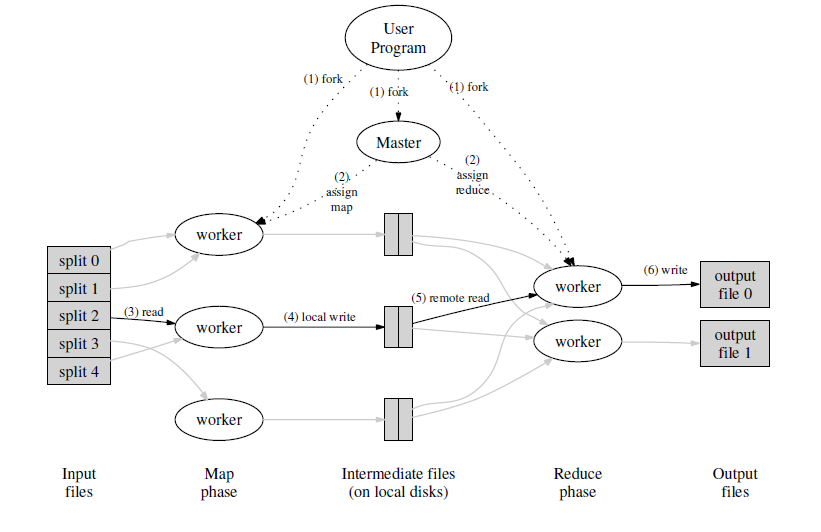 User
Program
(1) fork
(1) fork
(1) fork
Master
(2)
assign
map
(2)
assign
reduce
worker
split 0
split 1
split 2
split 3
split 4
(3) read
worker
(4) local write
(5) remote read
worker
worker
(6) write
output
file 0
worker
output
file 1
Input
files
Map
phase
Intermediate files
(on local disks)
Reduce
phase
Output
files